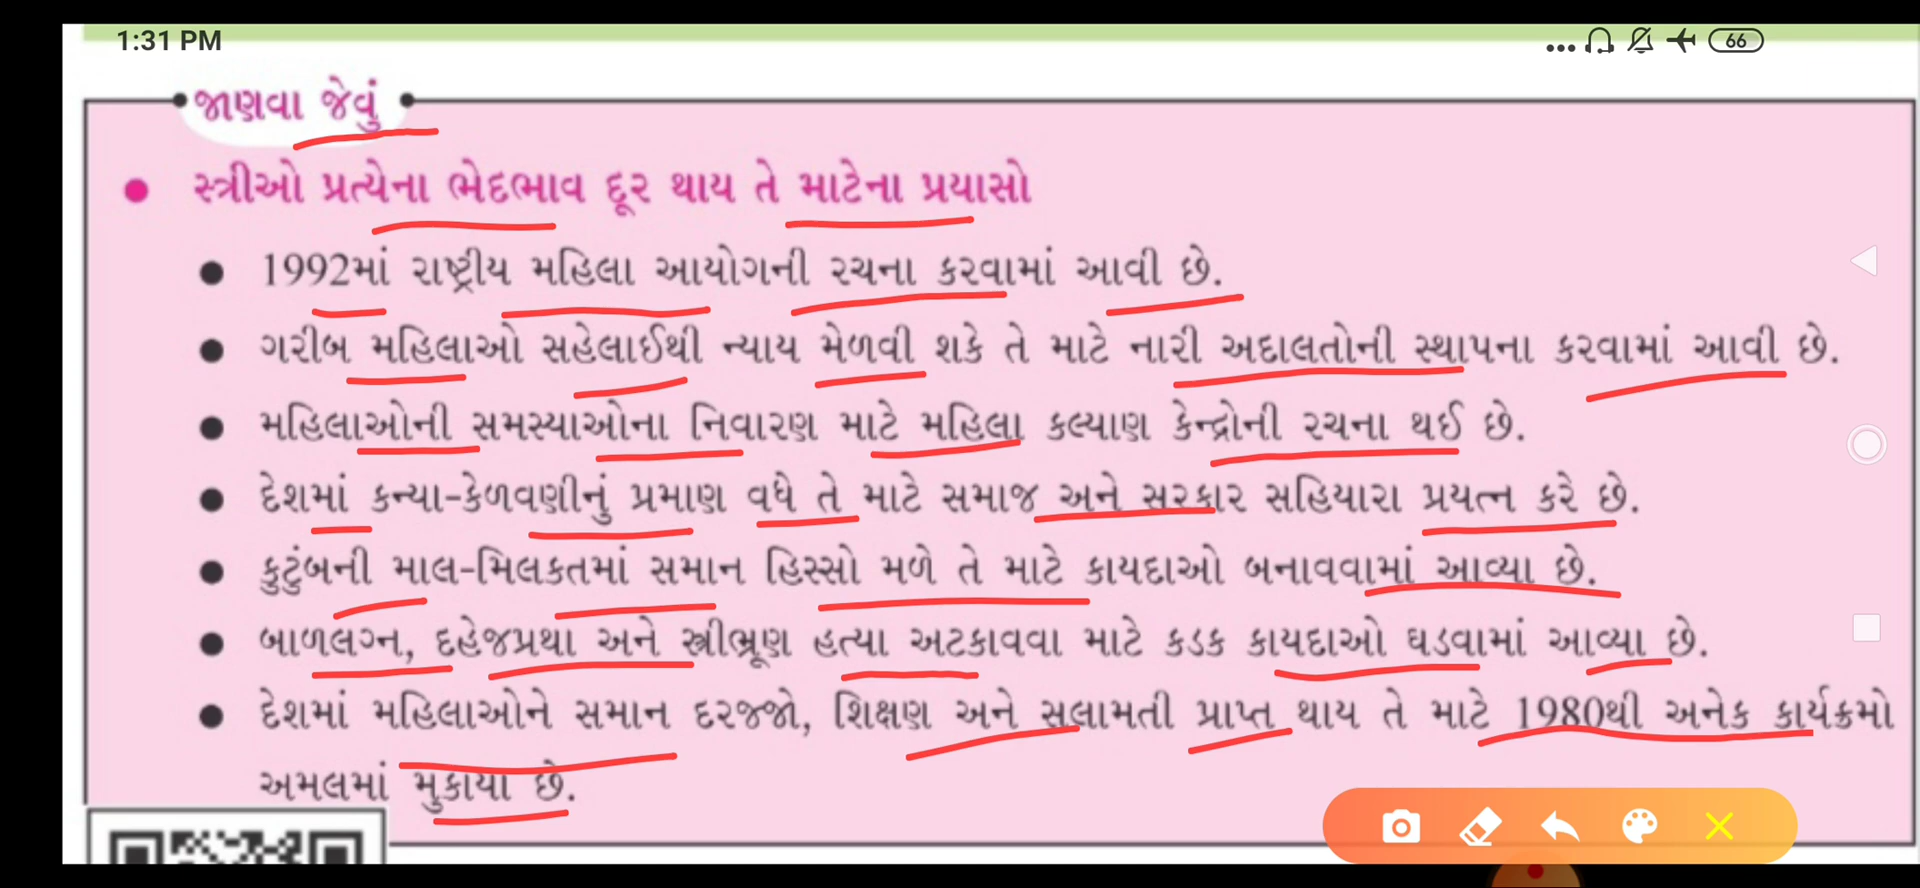 1:31 PM
66
જાણવા જેવું
સ્ત્રીઓ પ્રત્યેના ભેદભાવ દૂર થાય તે માટેના પ્રયાસો
1992માં રાષ્ટ્રીય મહિલા આયોગની રચના કરવામાં આવી છે.
ગરીબ મહિલાઓ સહેલાઈથી ન્યાય મેળવી શકે તે માટે નારી અદાલતોની સ્થાપના કરવામાં આવી છે.
મહિલાઓની સમસ્યાઓના નિવારણ માટે મહિલા કલ્યાણ કેન્દ્રોની રચના થઈ છે.
દેશમાં કન્યા-કેળવણીનું પ્રમાણ વધે તે માટે સમાજ અને સરકાર સહિયારા પ્રયત્ન કરે છે.
કુટુંબની માલ-મિલકતમાં સમાન હિસ્સો મળે તે માટે કાયદાઓ બનાવવામાં આવ્યા છે.
બાળલગ્ન, દહેજપ્રથા અને સ્ત્રીભ્રૂણ હત્યા અટકાવવા માટે કડક કાયદાઓ ઘડવામાં આવ્યા છે.
દેશમાં મહિલાઓને સમાન દરજ્જો, શિક્ષણ અને સલામતી પ્રાપ્ત થાય તે માટે 1980થી અનેક કાર્યક્રમો
અમલમાં મુકાયા છે.